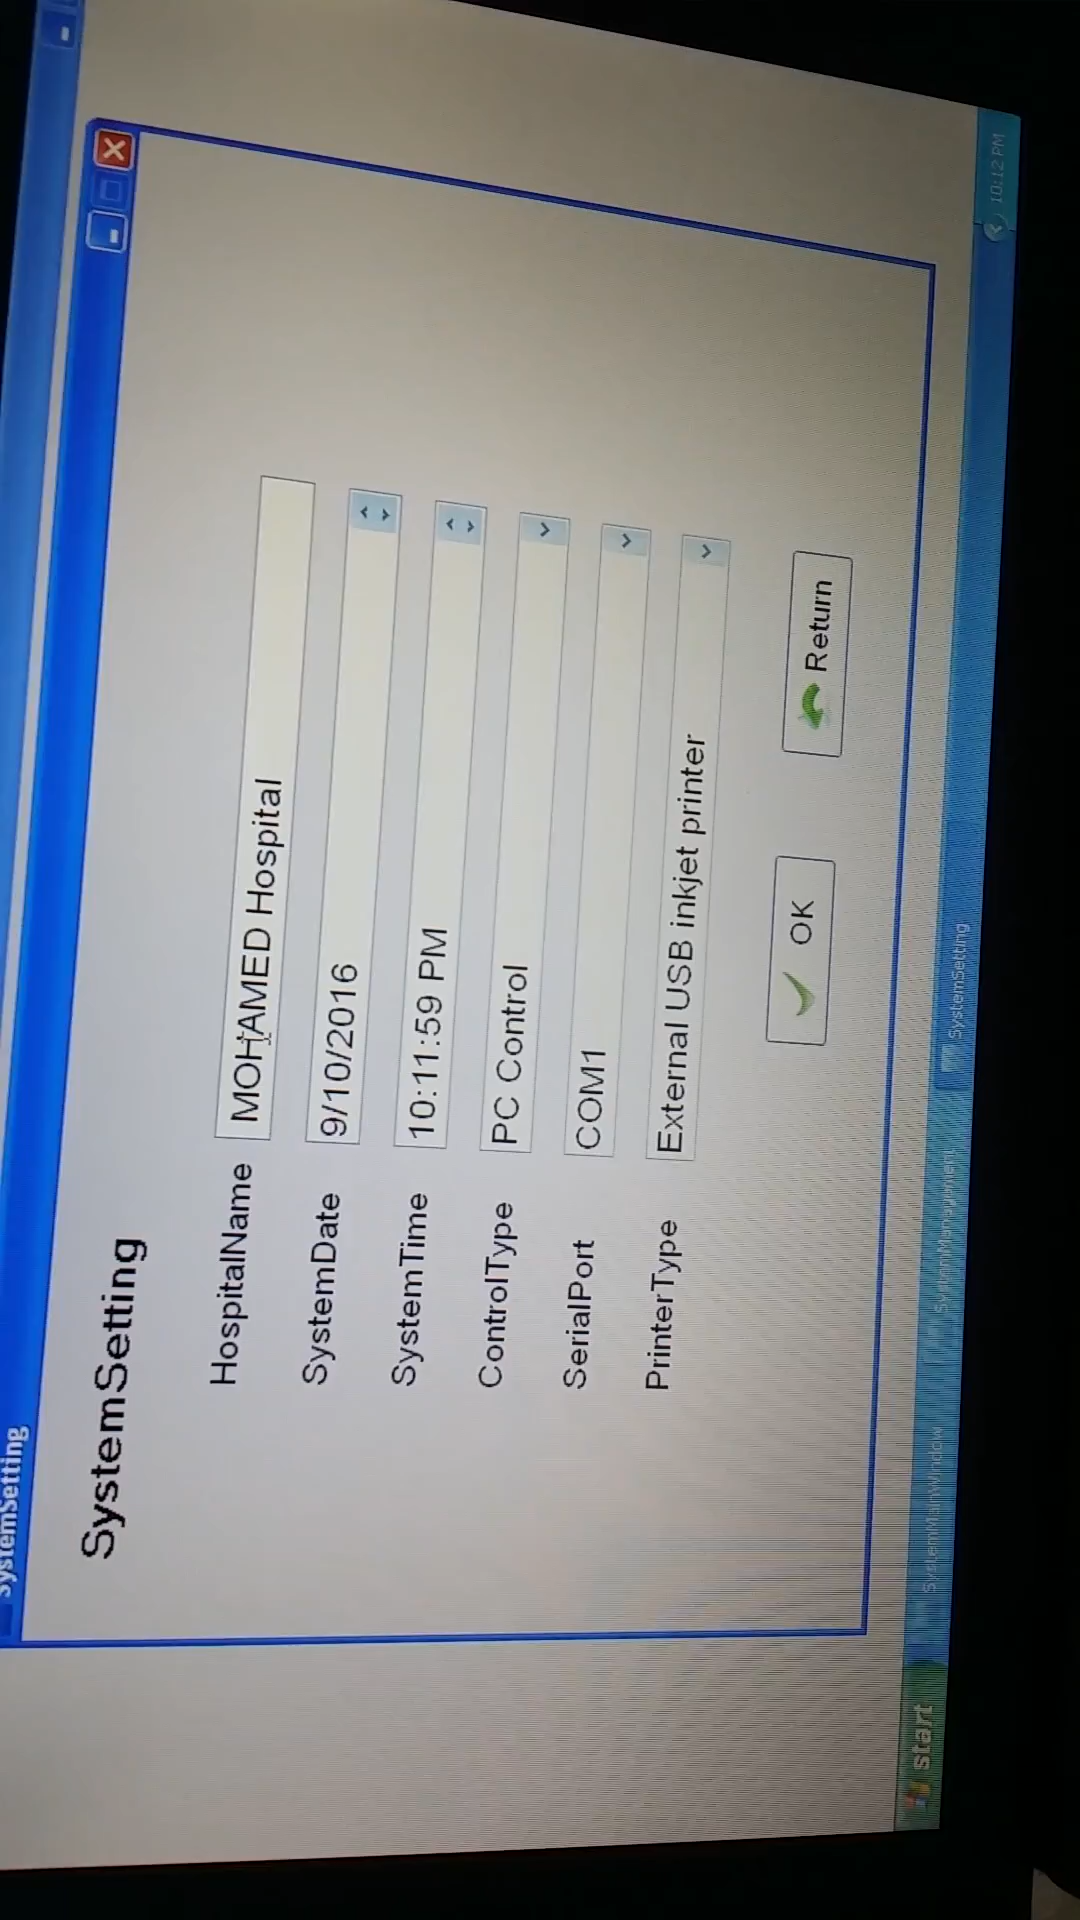 SystemSetting
SystemSetting
HospitalName MOHAMED Hospital
SystemDate 9/10/2016
SystemTime 10:11:59 PM
ControlType PC Control
SerialPort COM1
PrinterType External USB inkjet printer
OK Return
start SystemMainWindow SystemManagement SystemSetting 10:12 PM